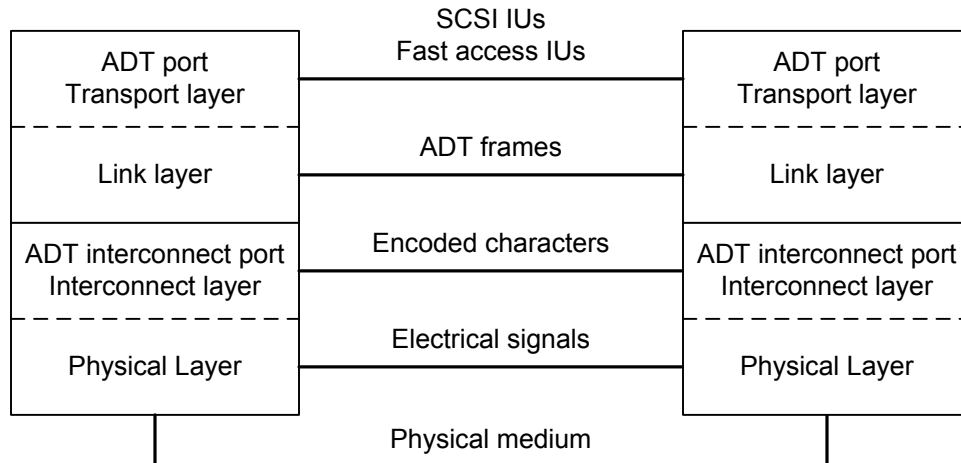 SCSI IUs
Fast access IUs
ADT port
Transport layer
ADT port
Transport layer
ADT frames
Link layer
Link layer
Encoded characters
ADT interconnect port
Interconnect layer
ADT interconnect port
Interconnect layer
Electrical signals
Physical Layer
Physical Layer
Physical medium